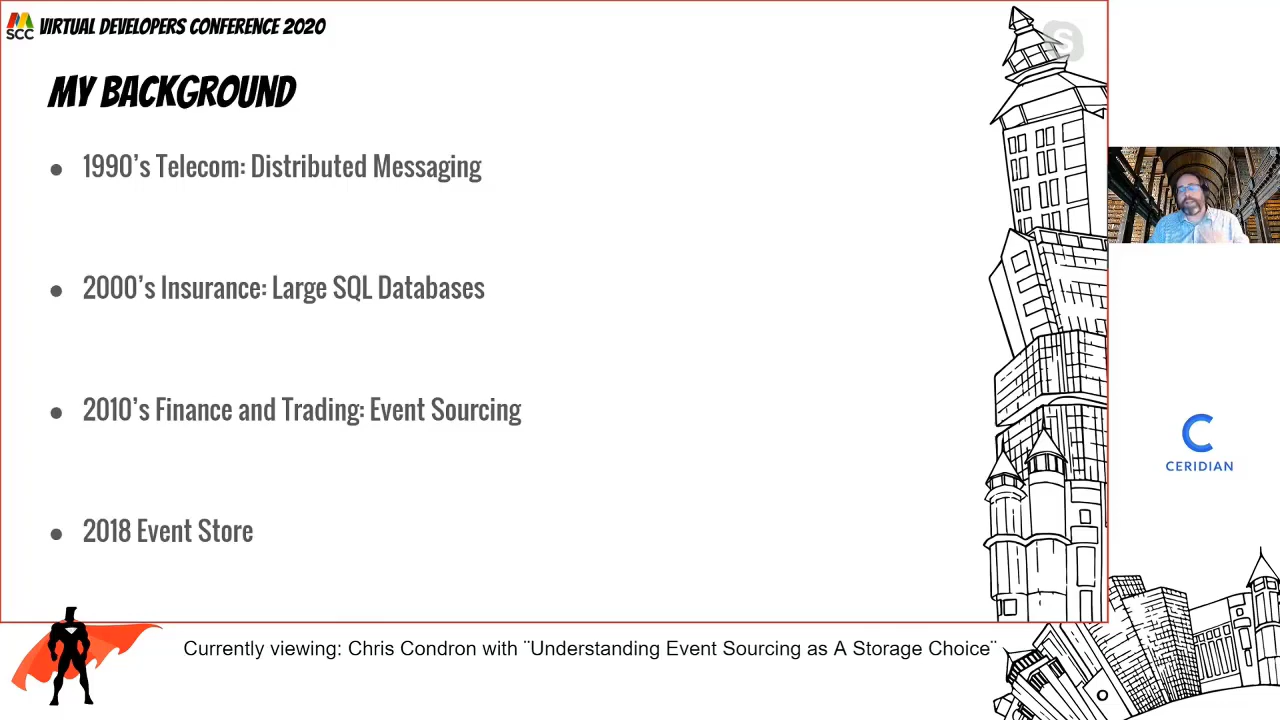 SCC
VIRTUAL DEVELOPERS CONFERENCE 2020
S
MY BACKGROUND
● 1990’s Telecom: Distributed Messaging
● 2000’s Insurance: Large SQL Databases
● 2010’s Finance and Trading: Event Sourcing
● 2018 Event Store
C
CERIDIAN
Currently viewing: Chris Condron with ¨Understanding Event Sourcing as A Storage Choice¨